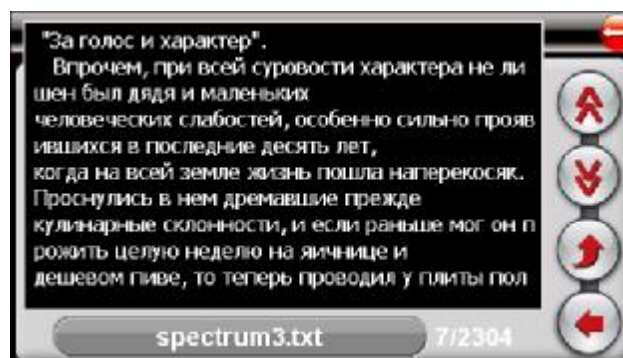 "За голос и характер".
Впрочем, при всей суровости характера не ли
шен был дядя и маленьких
человеческих слабостей, особенно сильно прояв
ившихся в последние десять лет,
когда на всей земле жизнь пошла наперекосяк.
Проснулись в нем дремавшие прежде
кулинарные склонности, и если раньше мог он п
рожить целую неделю на яичнице и
дешевом пиве, то теперь проводил у плиты пол
spectrum3.txt
7/2304